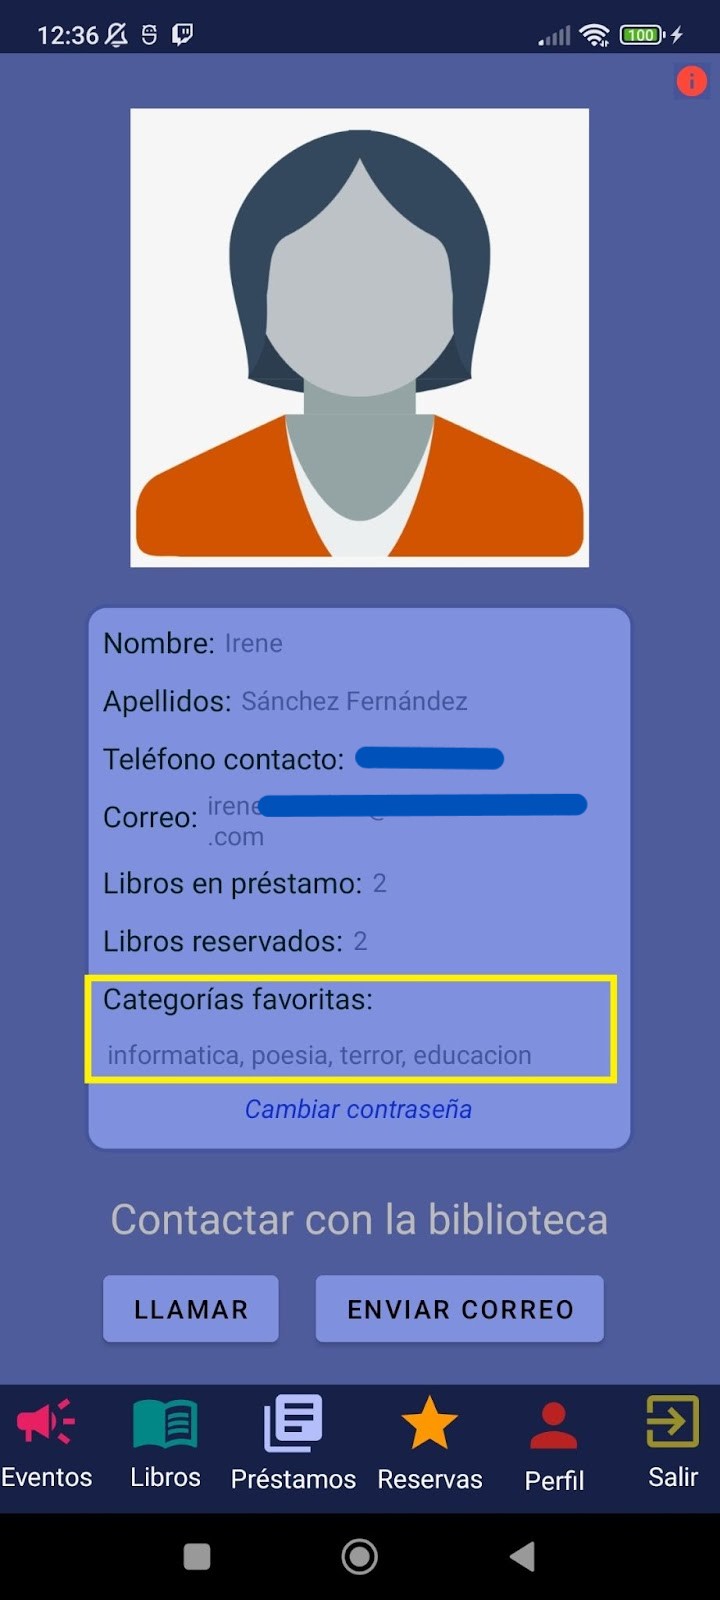 12:36 100
Nombre: Irene
Apellidos: Sánchez Fernández
Teléfono contacto:
Correo: irene
.com
Libros en préstamo: 2
Libros reservados: 2
Categorías favoritas:
informatica, poesia, terror, educacion
Cambiar contraseña
Contactar con la biblioteca
LLAMAR ENVIAR CORREO
Eventos Libros Préstamos Reservas Perfil Salir